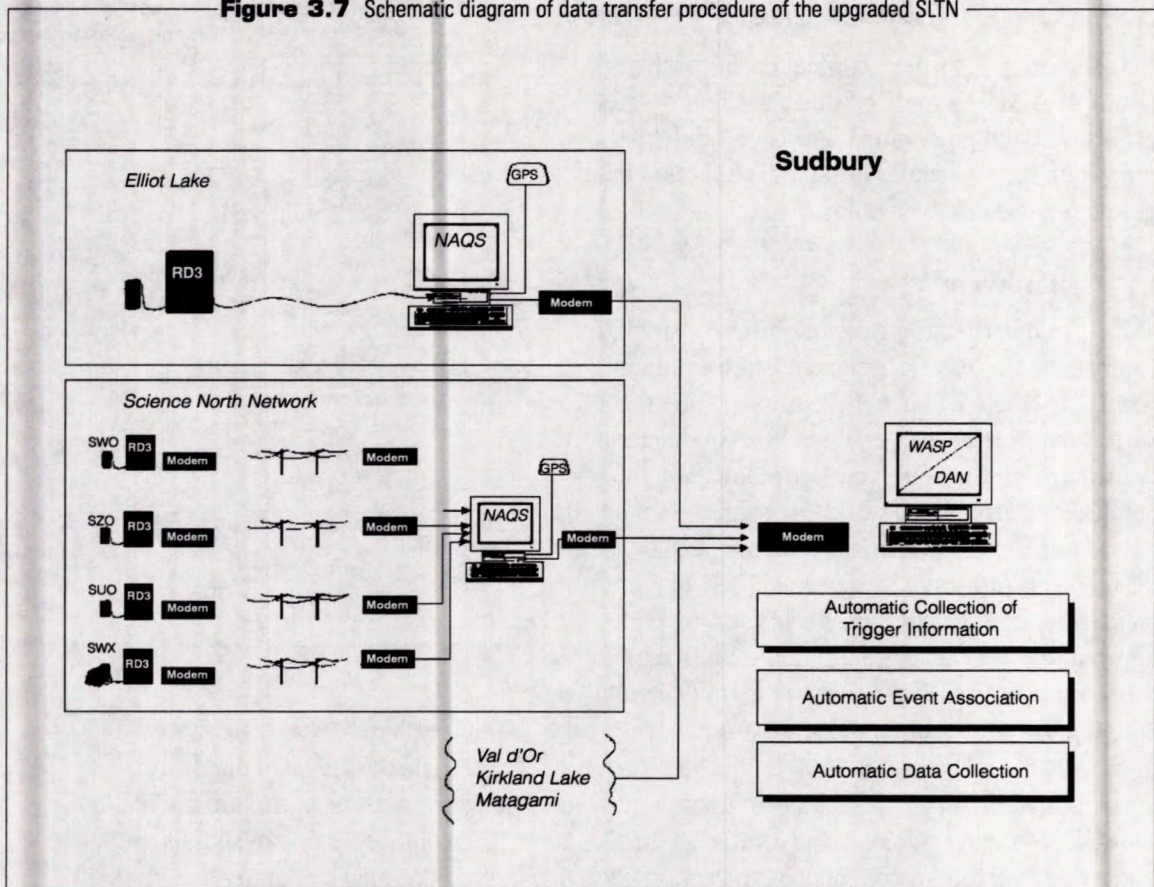 Figure 3.7 Schematic diagram of data transfer procedure of the upgraded SLTN
Elliot Lake
GPS
NAQS
RD3
Modem
Sudbury
Science North Network
SWO
RD3
Modem
Modem
SZO
RD3
Modem
Modem
SUO
RD3
Modem
Modem
SWX
RD3
Modem
Modem
GPS
NAQS
Modem
WASP
DAN
Modem
Automatic Collection of
Trigger Information
Automatic Event Association
Automatic Data Collection
Val d'Or
Kirkland Lake
Matagami